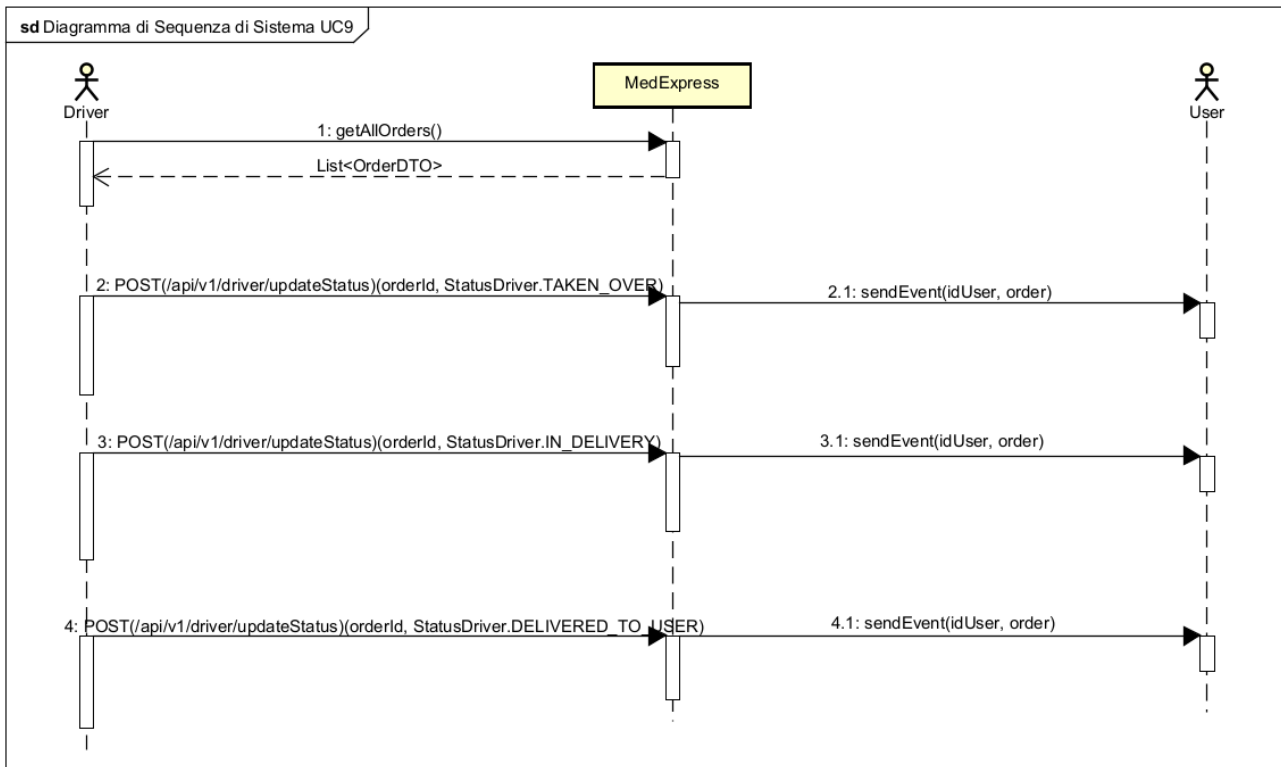 sd Diagramma di Sequenza di Sistema UC9
Driver
MedExpress
User
1: getAllOrders()
List<OrderDTO>
2: POST(/api/v1/driver/updateStatus)(orderId, StatusDriver.TAKEN_OVER)
2.1: sendEvent(idUser, order)
3: POST(/api/v1/driver/updateStatus)(orderId, StatusDriver.IN_DELIVERY)
3.1: sendEvent(idUser, order)
4: POST(/api/v1/driver/updateStatus)(orderId, StatusDriver.DELIVERED_TO_USER)
4.1: sendEvent(idUser, order)